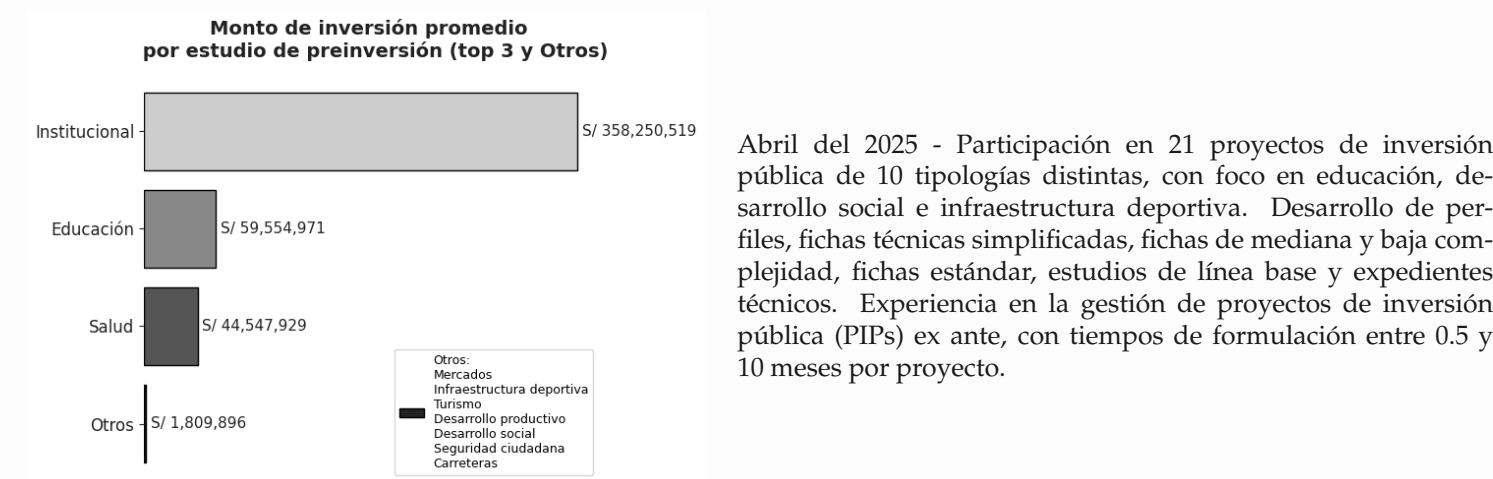 Monto de inversión promedio
por estudio de preinversión (top 3 y Otros)
Institucional
S/ 358,250,519
Educación
S/ 59,554,971
Salud
S/ 44,547,929
Otros
S/ 1,809,896
Otros:
Mercados
Infraestructura deportiva
Turismo
Desarrollo productivo
Desarrollo social
Seguridad ciudadana
Carreteras
Abril del 2025 - Participación en 21 proyectos de inversión
pública de 10 tipologías distintas, con foco en educación, de-
sarrollo social e infraestructura deportiva. Desarrollo de per-
files, fichas técnicas simplificadas, fichas de mediana y baja com-
plejidad, fichas estándar, estudios de línea base y expedientes
técnicos. Experiencia en la gestión de proyectos de inversión
pública (PIPs) ex ante, con tiempos de formulación entre 0.5 y
10 meses por proyecto.